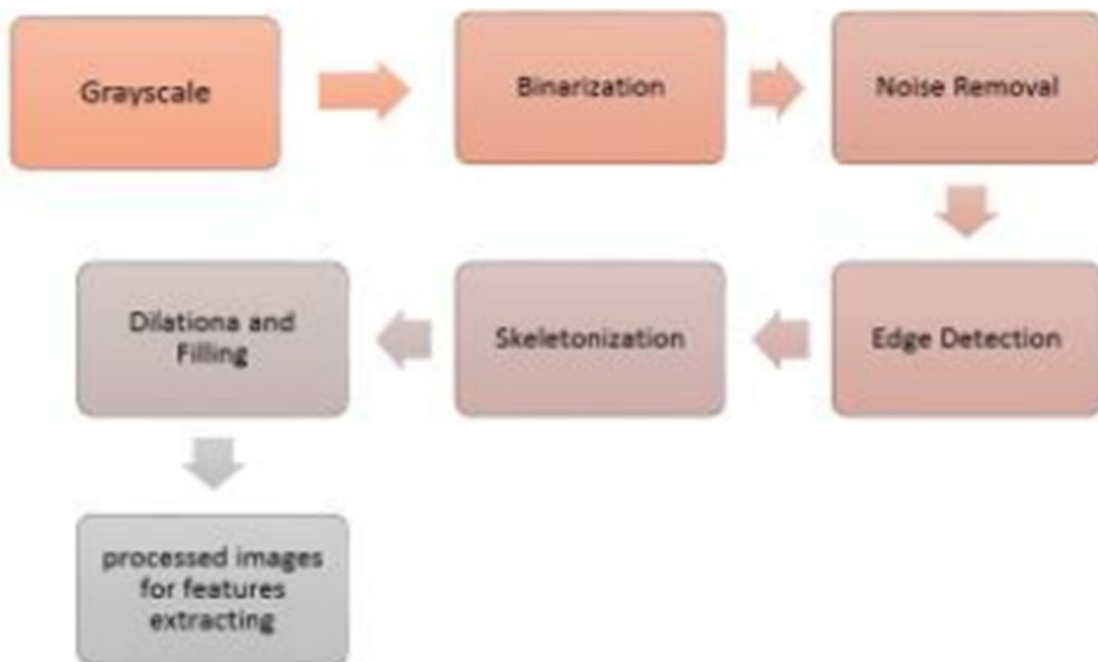 Grayscale
Binarization
Noise Removal
Edge Detection
Skeletonization
Dilationa and
Filling
processed images
for features
extracting